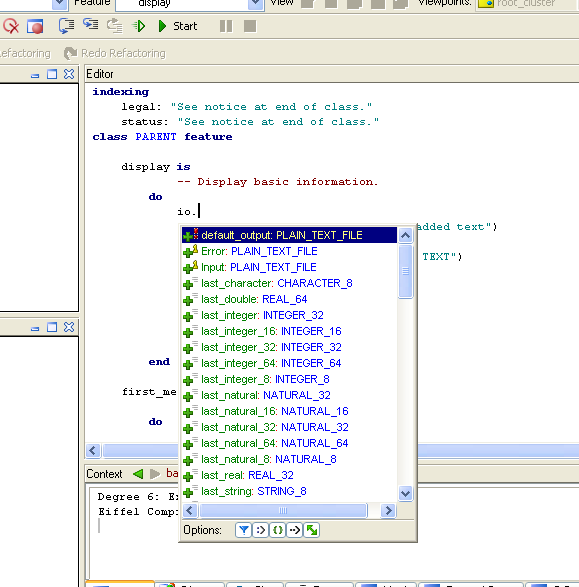 Feature display View Viewpoints: root_cluster
Start
efactoring Redo Refactoring
Editor
indexing
legal: "See notice at end of class."
status: "See notice at end of class."
class PARENT feature
display is
-- Display basic information.
do
io.
added text")
TEXT")
default_output: PLAIN_TEXT_FILE
Error: PLAIN_TEXT_FILE
Input: PLAIN_TEXT_FILE
last_character: CHARACTER_8
last_double: REAL_64
last_integer: INTEGER_32
last_integer_16: INTEGER_16
last_integer_32: INTEGER_32
last_integer_64: INTEGER_64
last_integer_8: INTEGER_8
last_natural: NATURAL_32
last_natural_16: NATURAL_16
last_natural_32: NATURAL_32
last_natural_64: NATURAL_64
last_natural_8: NATURAL_8
last_real: REAL_32
last_string: STRING_8
Options:
end
first_me
do
Context ba
Degree 6: Ex
Eiffel Comp